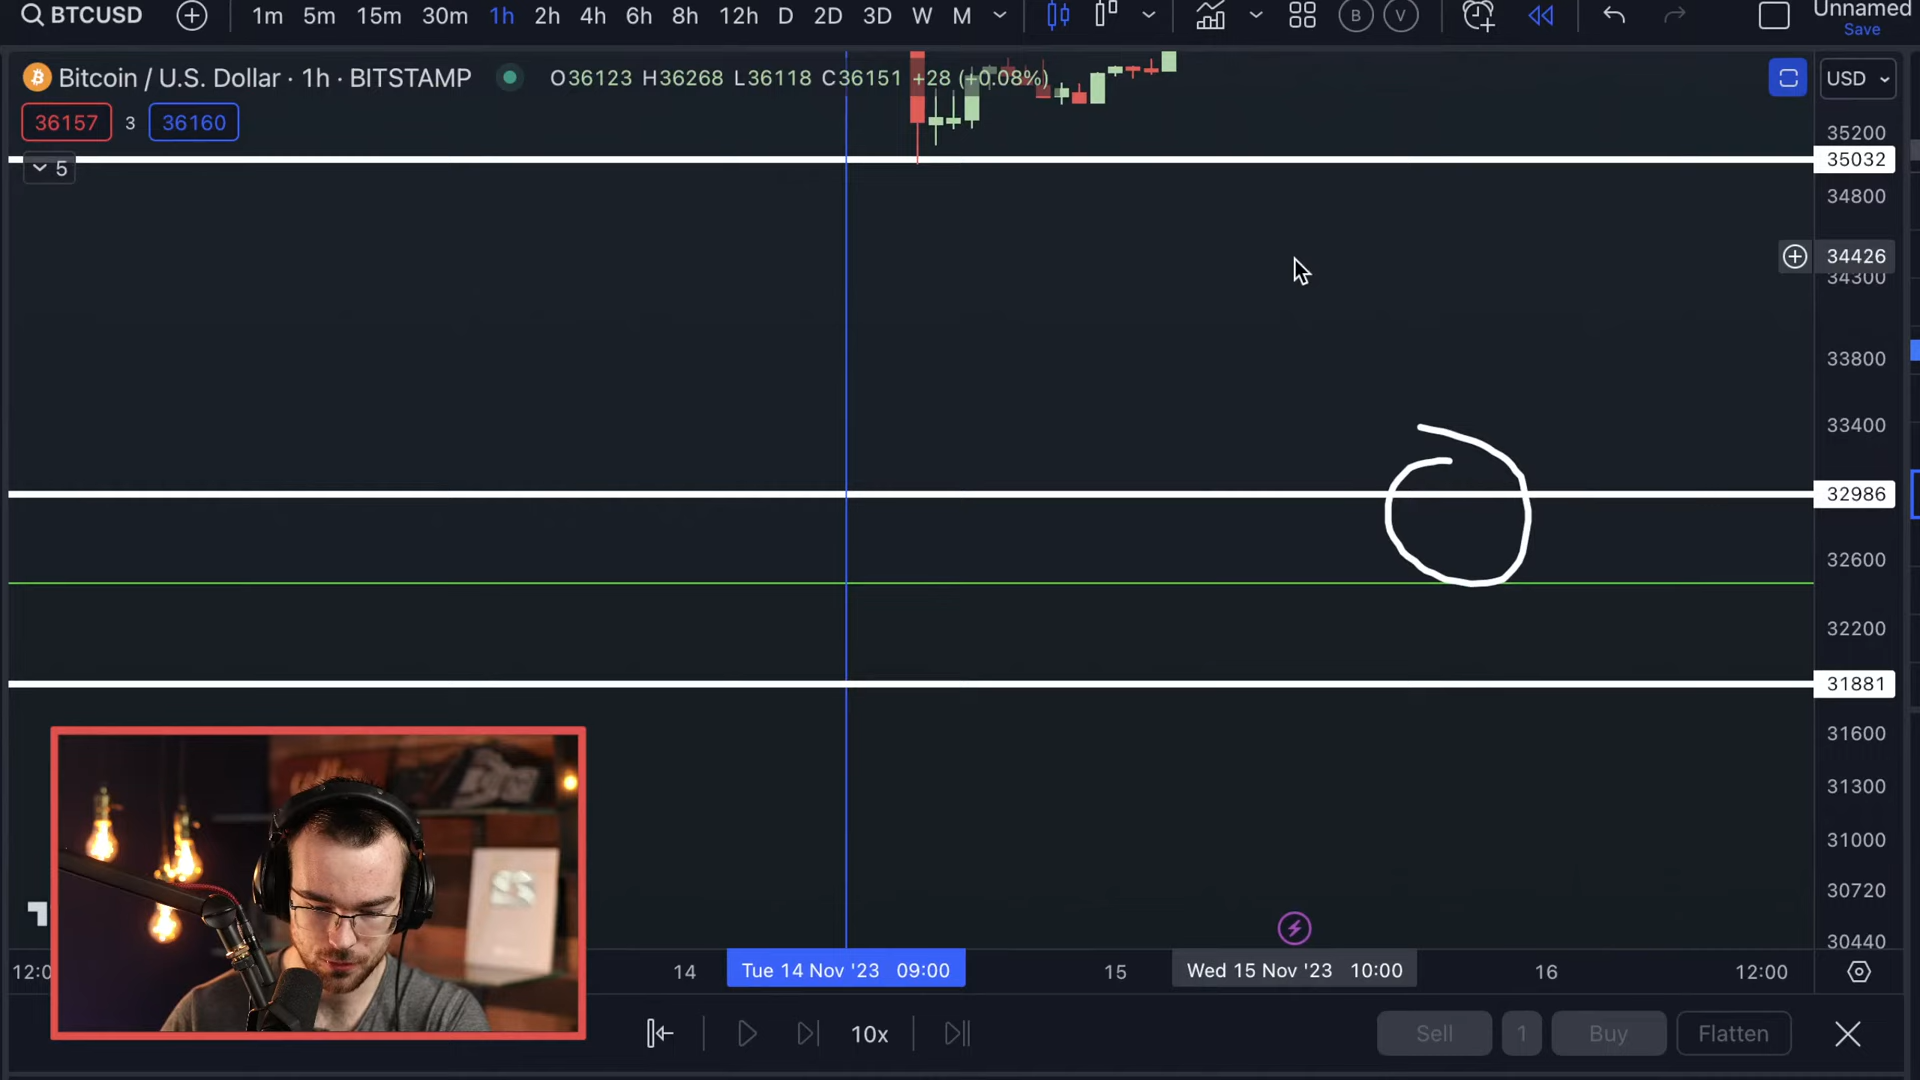 BTCUSD 1m 5m 15m 30m 1h 2h 4h 6h 8h 12h D 2D 3D W M B V Unnamed
Save
Bitcoin / U.S. Dollar · 1h · BITSTAMP O36123 H36268 L36118 C36151 +28 (+0.08%) USD
36157 3 36160
5
35200
35032
34800
34426
34300
33800
33400
32986
32600
32200
31881
31600
31300
31000
30720
30440
12:0 14 Tue 14 Nov '23 09:00 15 Wed 15 Nov '23 10:00 16 12:00
10x Sell 1 Buy Flatten